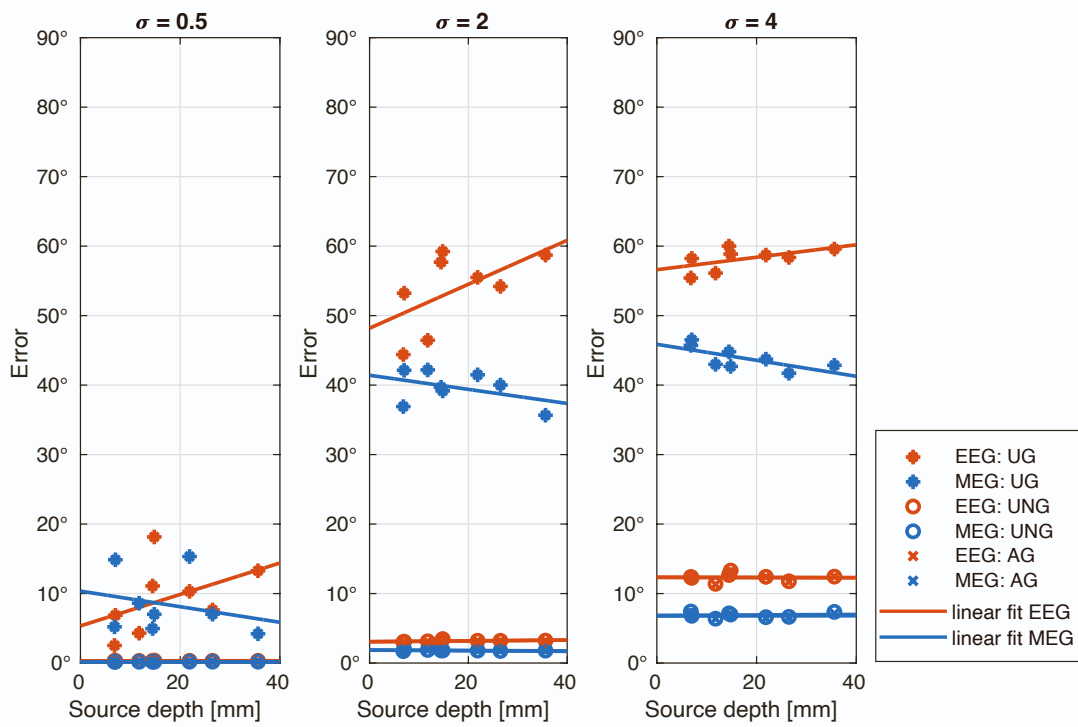 σ = 0.5
90°
80°
70°
60°
50°
40°
30°
20°
10°
0°
Error
0
20
40
Source depth [mm]
σ = 2
90°
80°
70°
60°
50°
40°
30°
20°
10°
0°
Error
0
20
40
Source depth [mm]
σ = 4
90°
80°
70°
60°
50°
40°
30°
20°
10°
0°
Error
0
20
40
Source depth [mm]
EEG: UG
MEG: UG
EEG: UNG
MEG: UNG
EEG: AG
MEG: AG
linear fit EEG
linear fit MEG